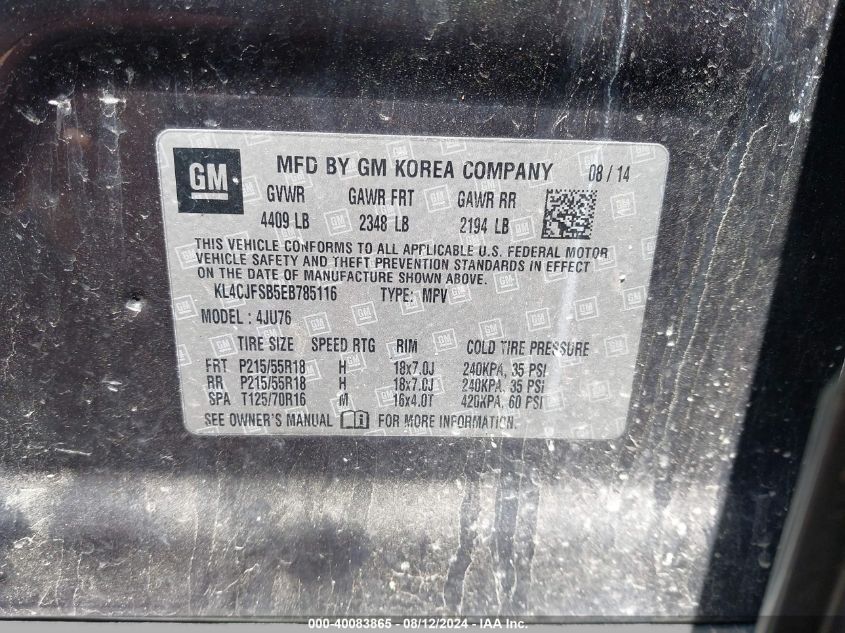 GM MFD BY GM KOREA COMPANY 08 / 14
GVWR GAWR FRT GAWR RR
4409 LB 2348 LB 2194 LB
THIS VEHICLE CONFORMS TO ALL APPLICABLE U.S. FEDERAL MOTOR
VEHICLE SAFETY AND THEFT PREVENTION STANDARDS IN EFFECT
ON THE DATE OF MANUFACTURE SHOWN ABOVE.
KL4CJFSB5EB785116 TYPE: MPV
MODEL : 4JU76
TIRE SIZE SPEED RTG RIM COLD TIRE PRESSURE
FRT P215/55R18 H 18x7.0J 240KPA, 35 PSI
RR P215/55R18 H 18x7.0J 240KPA, 35 PSI
SPA T125/70R16 M 16x4.0T 420KPA, 60 PSI
SEE OWNER'S MANUAL FOR MORE INFORMATION.
000-40083865 - 08/12/2024 - IAA Inc.